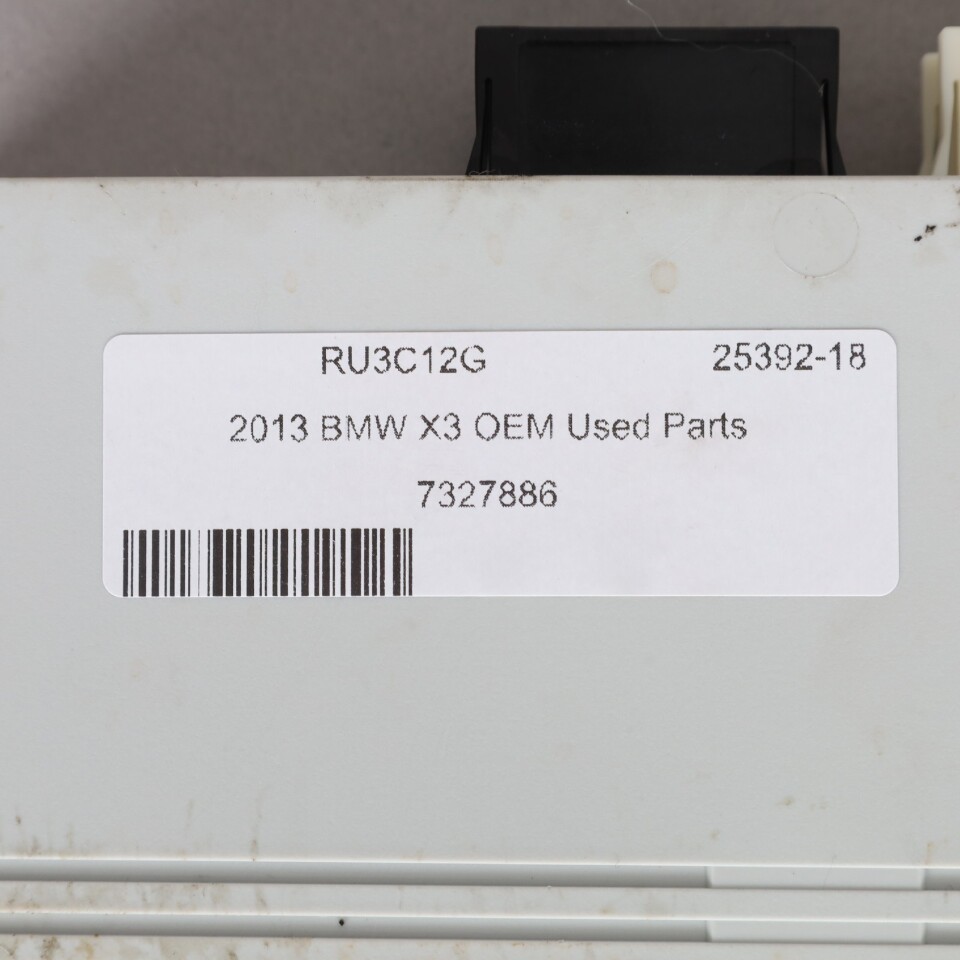 RU3C12G 25392-18
2013 BMW X3 OEM Used Parts
7327886